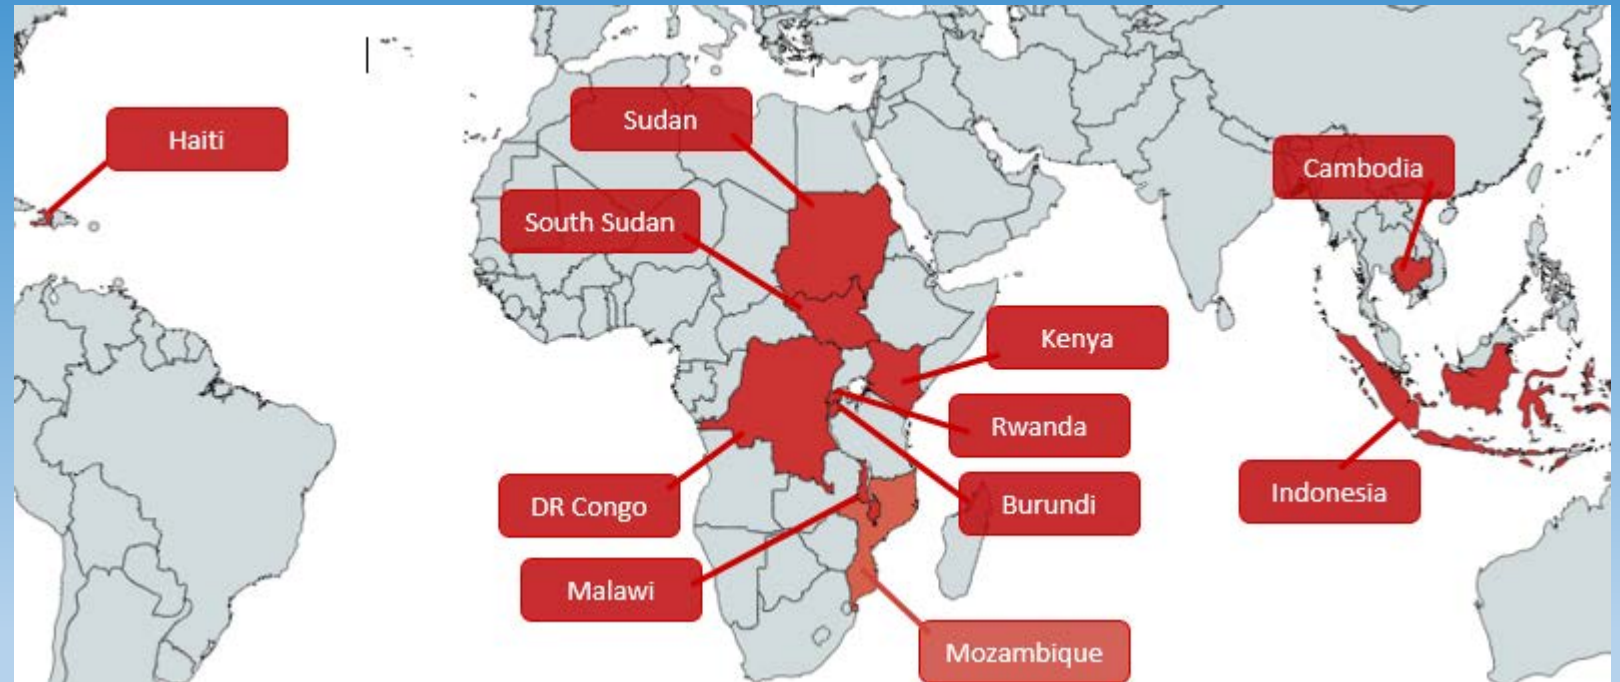 Haiti
Sudan
Cambodia
South Sudan
Kenya
Rwanda
DR Congo
Burundi
Indonesia
Malawi
Mozambique